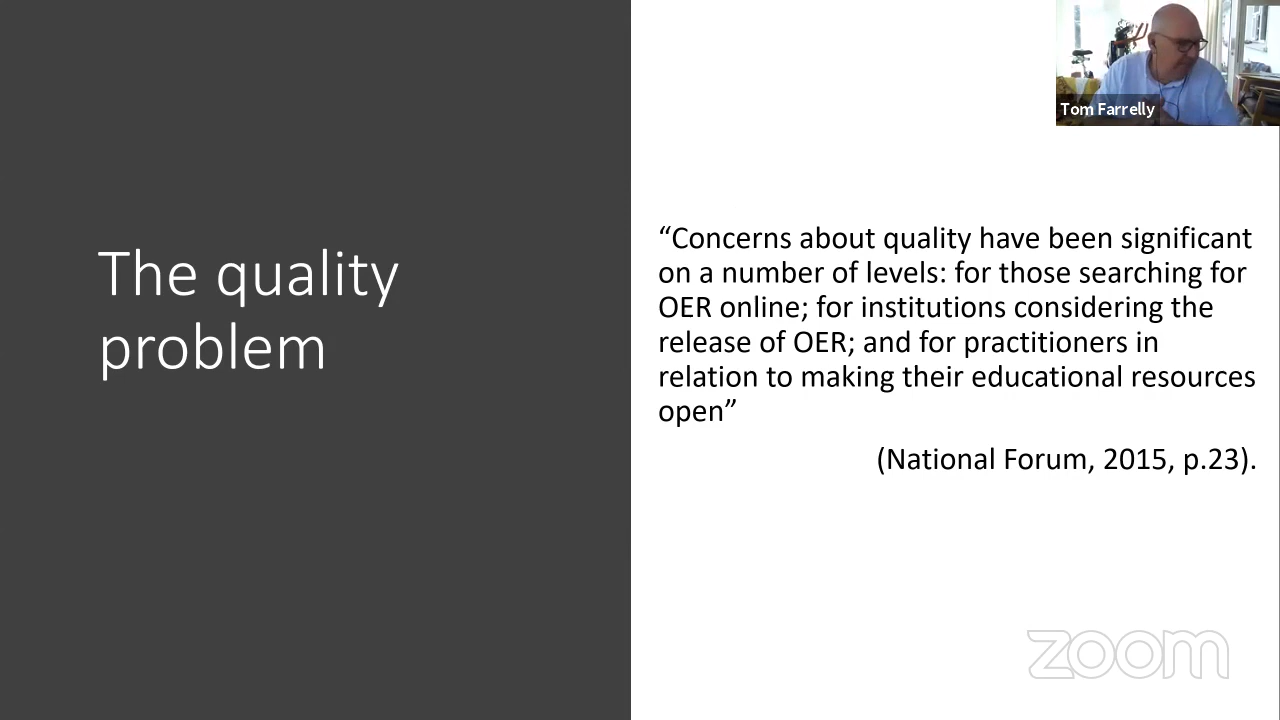 Tom Farrelly
The quality
problem
“Concerns about quality have been significant
on a number of levels: for those searching for
OER online; for institutions considering the
release of OER; and for practitioners in
relation to making their educational resources
open”
(National Forum, 2015, p.23).
zoom